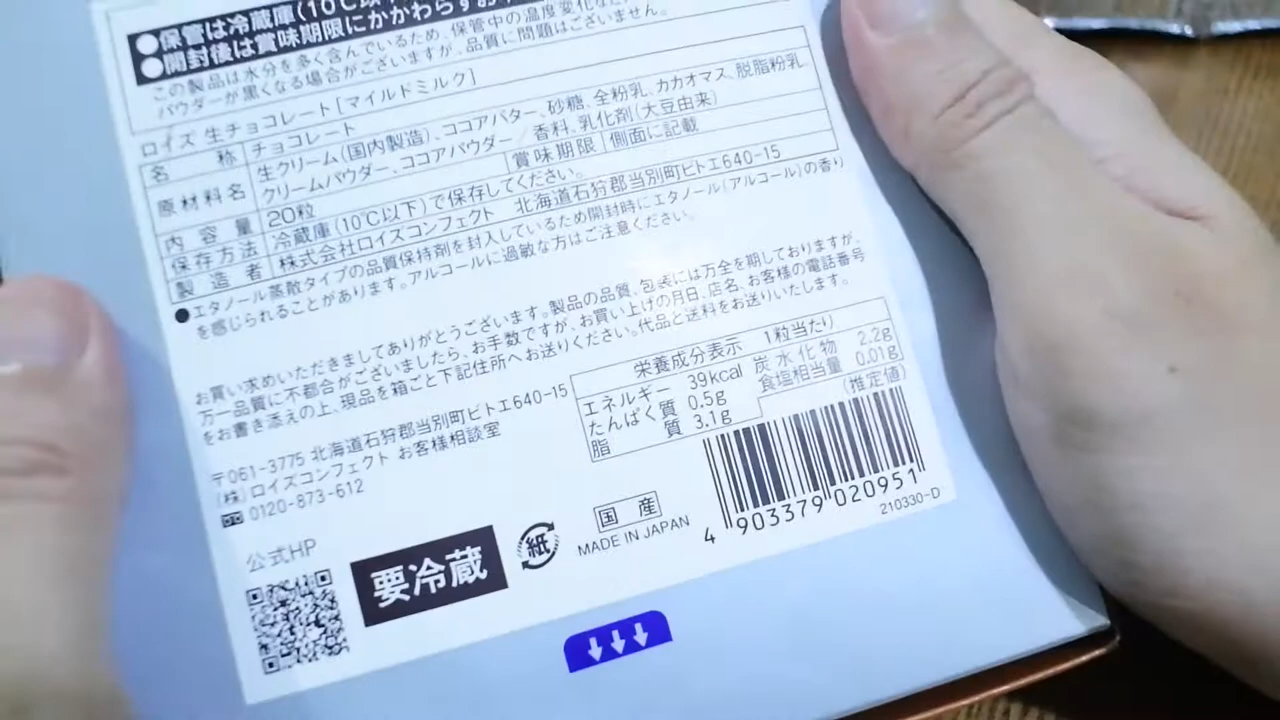 ●保管は冷蔵庫(10℃以
●開封後は賞味期限にかかわらずお
この製品は水分を多く含んでいるため、保管中の温度変化など
パウダーが黒くなる場合がございますが、品質に問題はございません。
ロイズ 生チョコレート[マイルドミルク]
名称 チョコレート
原材料名 生クリーム(国内製造)、ココアバター、砂糖、全粉乳、カカオマス、脱脂粉乳、
クリームパウダー、ココアパウダー／香料、乳化剤(大豆由来)
内容量 20粒 賞味期限 側面に記載
保存方法 冷蔵庫(10℃以下)で保存してください。
製造者 株式会社ロイズコンフェクト 北海道石狩郡当別町ビトエ640-15
●エタノール蒸散タイプの品質保持剤を封入しているため開封時にエタノール(アルコール)の香り
を感じられることがあります。アルコールに過敏な方はご注意ください。
お買い求めいただきましてありがとうございます。製品の品質、包装には万全を期しておりますが、
万一品質に不都合がございましたら、お手数ですが、お買い上げの月日、店名、お客様の電話番号
をお書き添えの上、現品を箱ごと下記住所へお送りください。代品と送料をお送りいたします。
〒061-3775 北海道石狩郡当別町ビトエ640-15
(株)ロイズコンフェクト お客様相談室
0120-873-612
栄養成分表示 1粒当たり
エネルギー 39kcal 炭水化物 2.2g
たんぱく質 0.5g 食塩相当量 0.01g
脂質 3.1g (推定値)
公式HP
要冷蔵
紙
国産
MADE IN JAPAN
4 903379 020951
210330-D